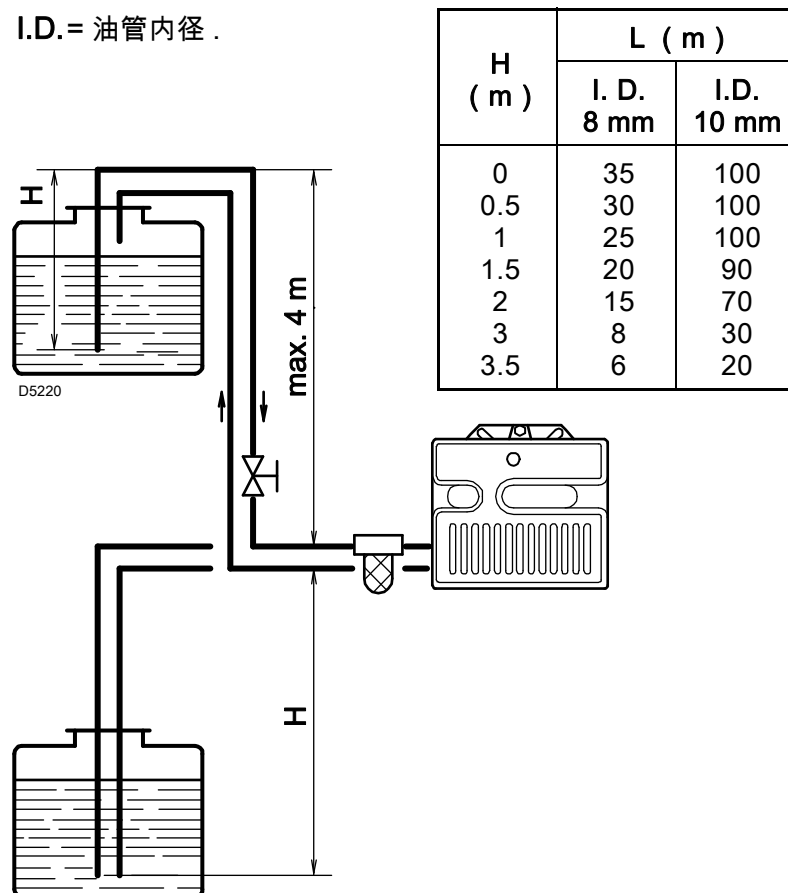 I.D.= 油管内径 .
H
( m )
L ( m )
I. D.
8 mm
I.D.
10 mm
0 35 100
0.5 30 100
1 25 100
1.5 20 90
2 15 70
3 8 30
3.5 6 20
H
max. 4 m
D5220
H